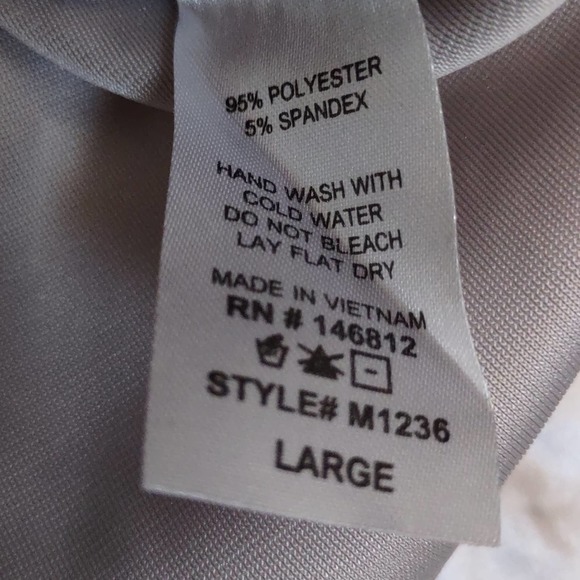 95% POLYESTER
5% SPANDEX
HAND WASH WITH
COLD WATER
DO NOT BLEACH
LAY FLAT DRY
MADE IN VIETNAM
RN # 146812
STYLE# M1236
LARGE